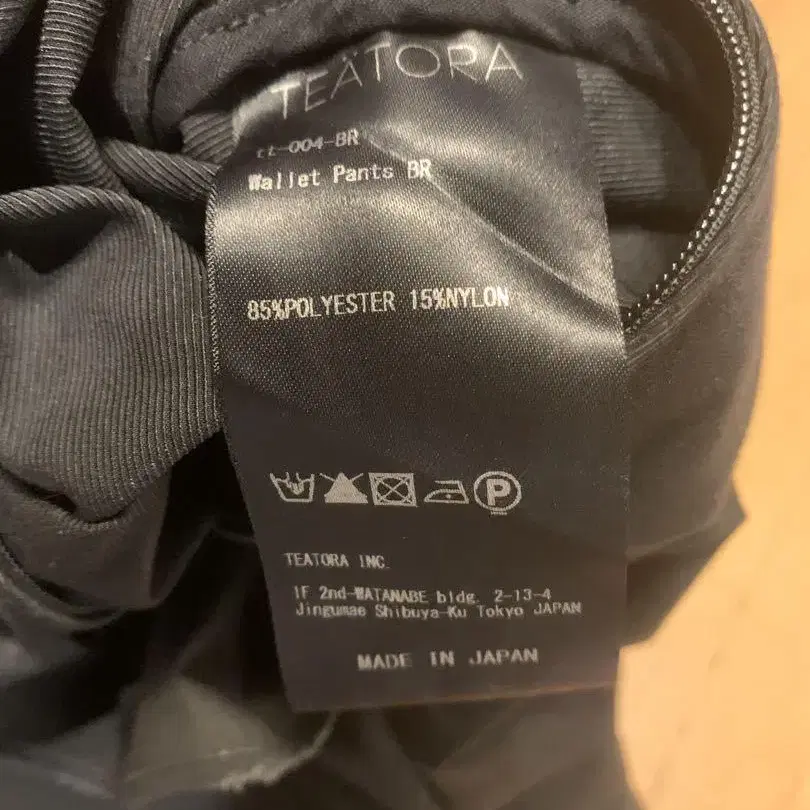 TEÄTORA
tt-004-BR
Wallet Pants BR
85%POLYESTER 15%NYLON
P
TEATORA INC.
1F 2nd-WATANABE bldg. 2-13-4
Jingumae Shibuya-Ku Tokyo JAPAN
MADE IN JAPAN